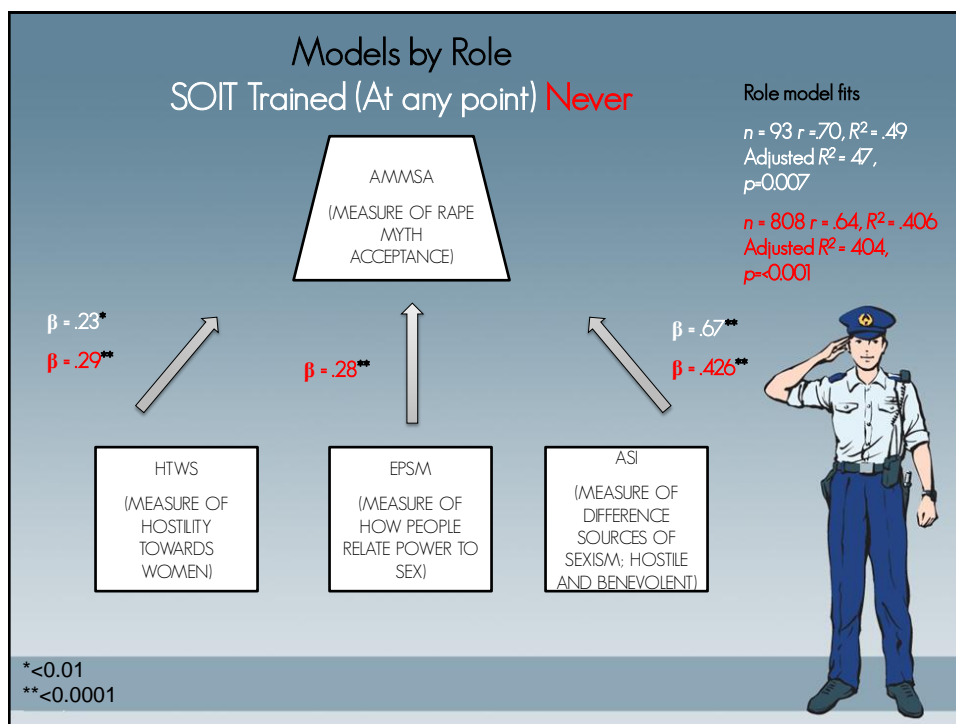 Models by Role
SOIT Trained (At any point) Never
Role model fits
n = 93 r =.70, R² = .49
Adjusted R² = 47,
p=0.007
n = 808 r = .64, R² = .406
Adjusted R² = 404,
p=<0.001
AMMSA
(MEASURE OF RAPE
MYTH
ACCEPTANCE)
β = .23*
β = .29**
β = .28**
β = .67**
β = .426**
HTWS
(MEASURE OF
HOSTILITY
TOWARDS
WOMEN)
EPSM
(MEASURE OF
HOW PEOPLE
RELATE POWER TO
SEX)
ASI
(MEASURE OF
DIFFERENCE
SOURCES OF
SEXISM; HOSTILE
AND BENEVOLENT)
*<0.01
**<0.0001